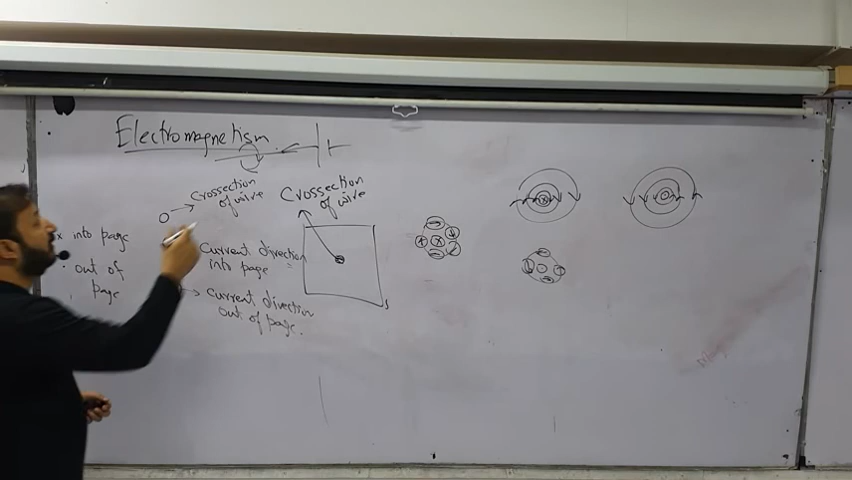 Electromagnetism
Crossection
of wire
Crossection
of wire
x into page
. out of
page
Current direction
into page
Current direction
out of page.